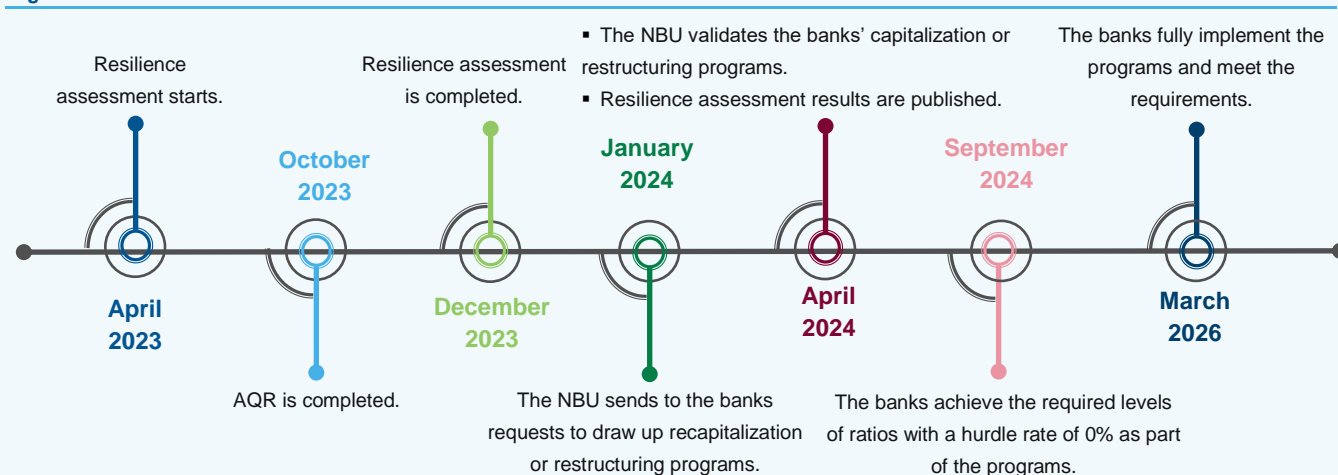 Resilience
assessment starts.
April
2023
October
2023
AQR is completed.
Resilience assessment
is completed.
December
2023
January
2024
The NBU sends to the banks
requests to draw up recapitalization
or restructuring programs.
▪ The NBU validates the banks’ capitalization or
restructuring programs.
▪ Resilience assessment results are published.
April
2024
September
2024
The banks achieve the required levels
of ratios with a hurdle rate of 0% as part
of the programs.
The banks fully implement the
programs and meet the
requirements.
March
2026